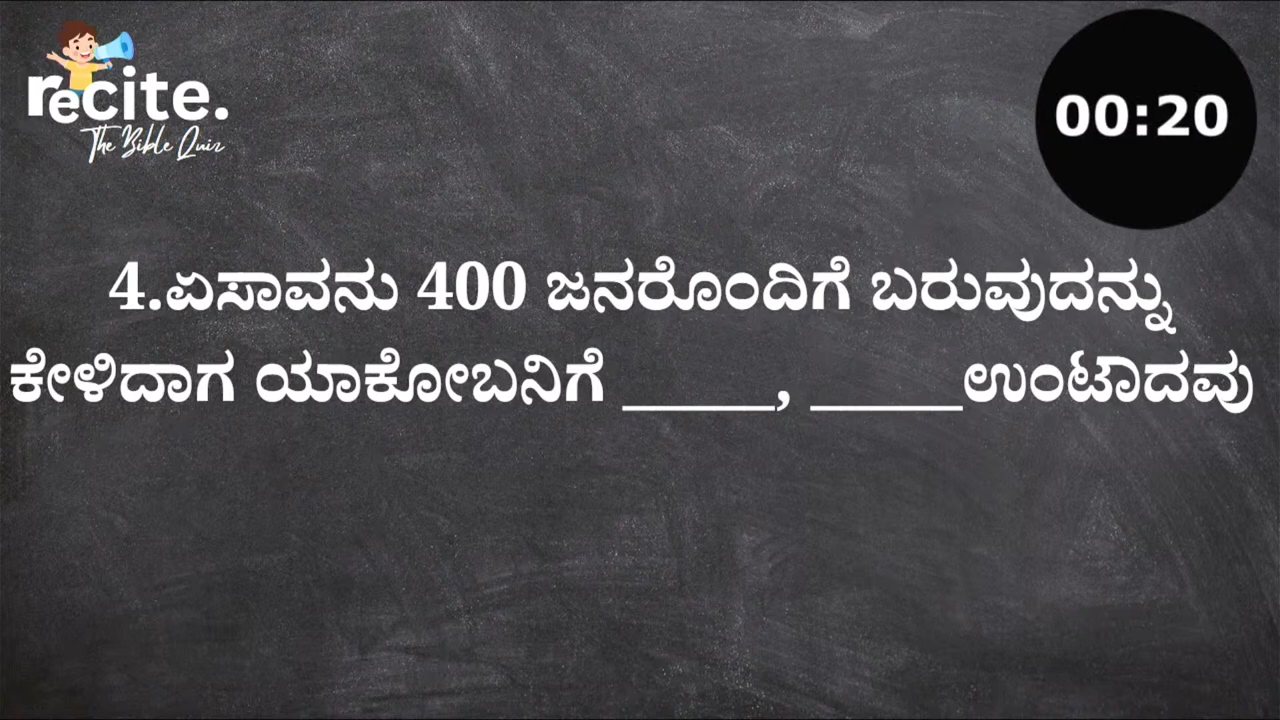 recite.
The Bible Quiz
00:20
4.ಏಸಾವನು 400 ಜನರೊಂದಿಗೆ ಬರುವುದನ್ನು
ಕೇಳಿದಾಗ ಯಾಕೋಬನಿಗೆ _____, _____ಉಂಟಾದವು